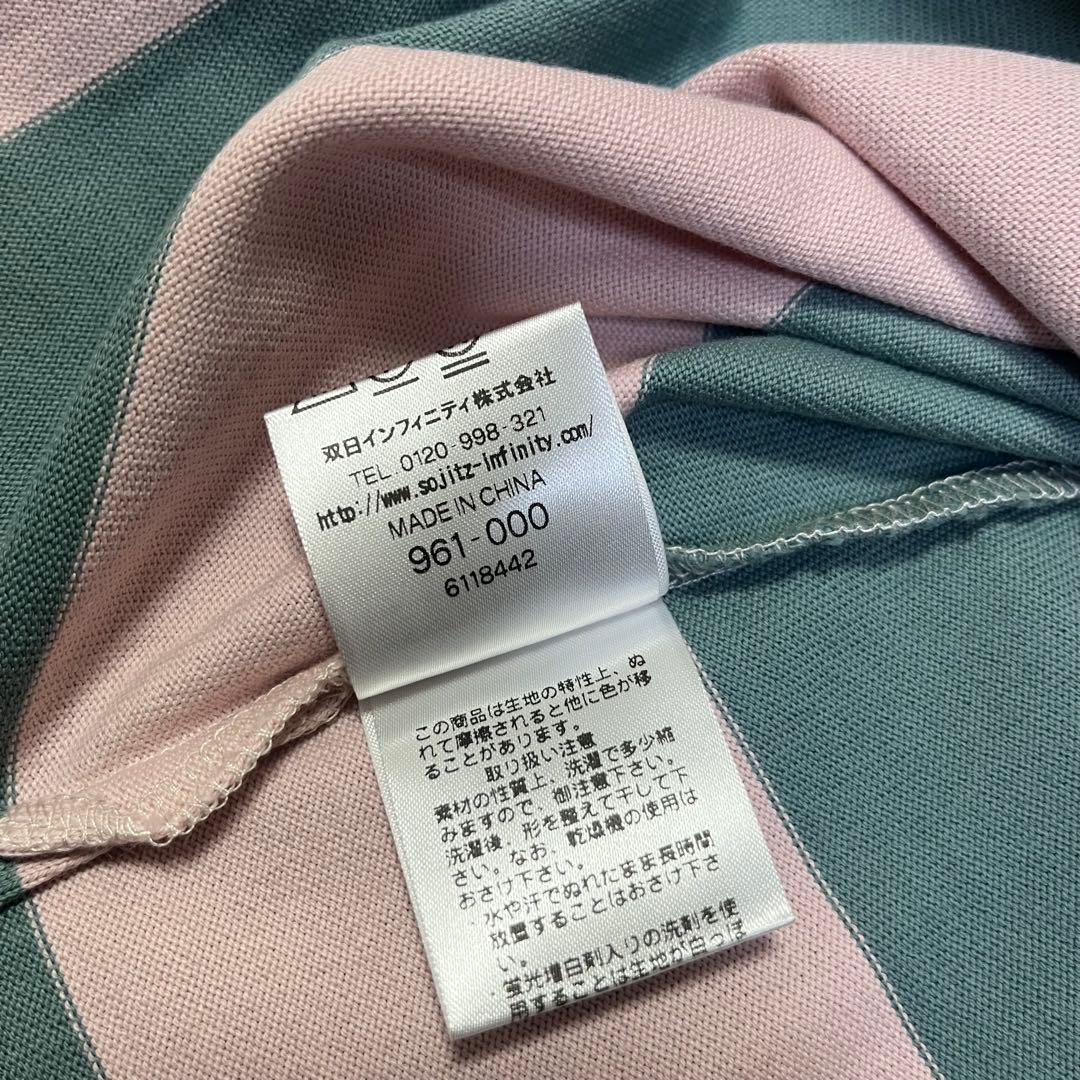 双日インフィニティ株式会社
TEL 0120-998-321
http://www.sojitz-infinity.com/
MADE IN CHINA
961-000
6118442
この商品は生地の特性上、ぬ
れて摩擦されると他に色が移
ることがあります。
取り扱い注意
素材の性質上、洗濯で多少縮
みますので、御注意下さい。
洗濯後、形を整えて干して下
さい。なお、乾燥機の使用は
おさけ下さい。
・水や汗でぬれたまま長時間
放置することはおさけ下さ
い。
・蛍光増白剤入りの洗剤を使
用することは生地が白っぽ